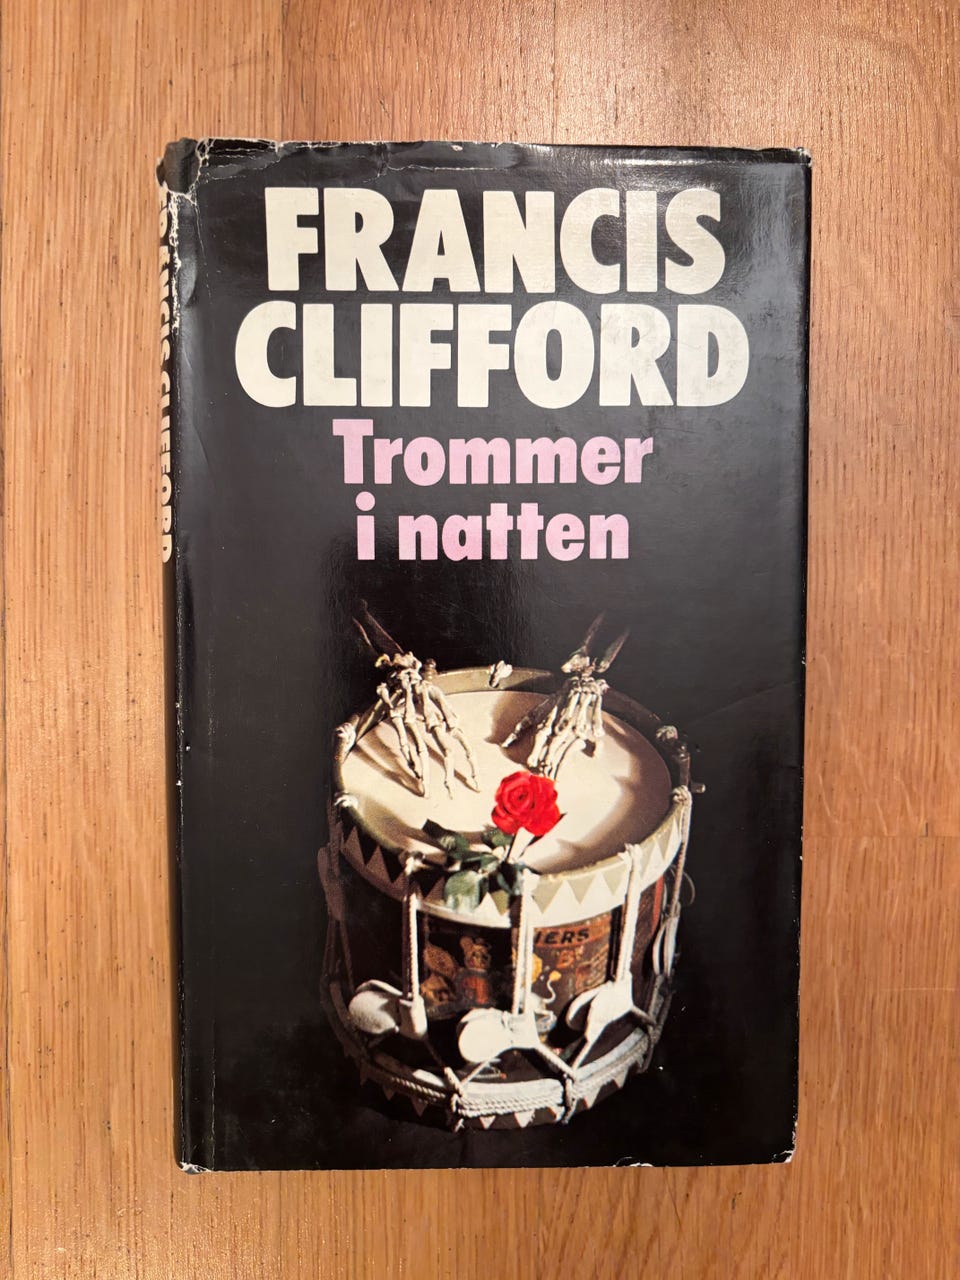 FRANCIS
CLIFFORD
Trommer
i natten
FRANCIS CLIFFORD